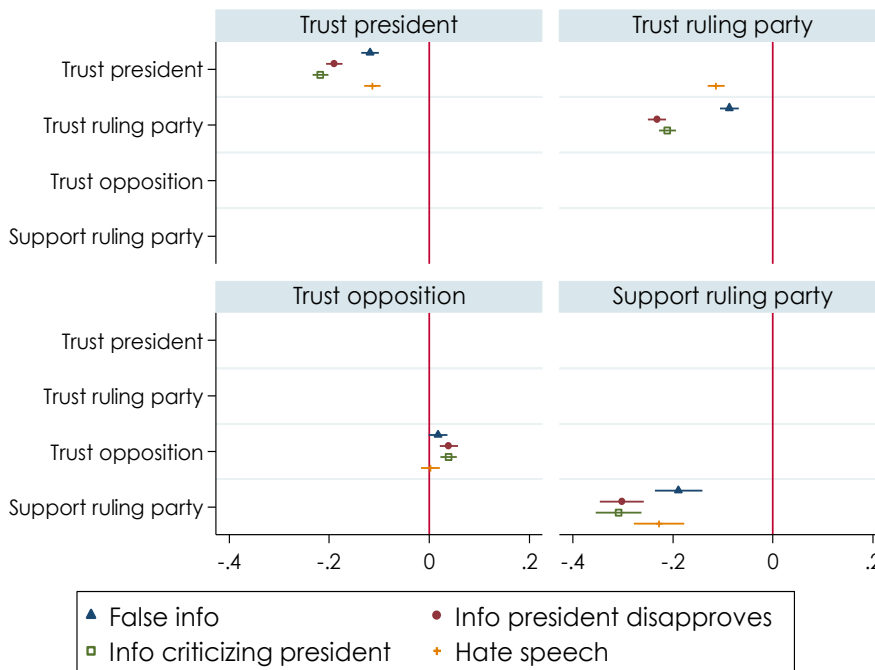 Trust president
Trust ruling party
Trust president
Trust ruling party
Trust opposition
Support ruling party
Trust opposition
Support ruling party
Trust president
Trust ruling party
Trust opposition
Support ruling party
-.4 -.2 0 .2
-.4 -.2 0 .2
False info
Info president disapproves
Info criticizing president
Hate speech